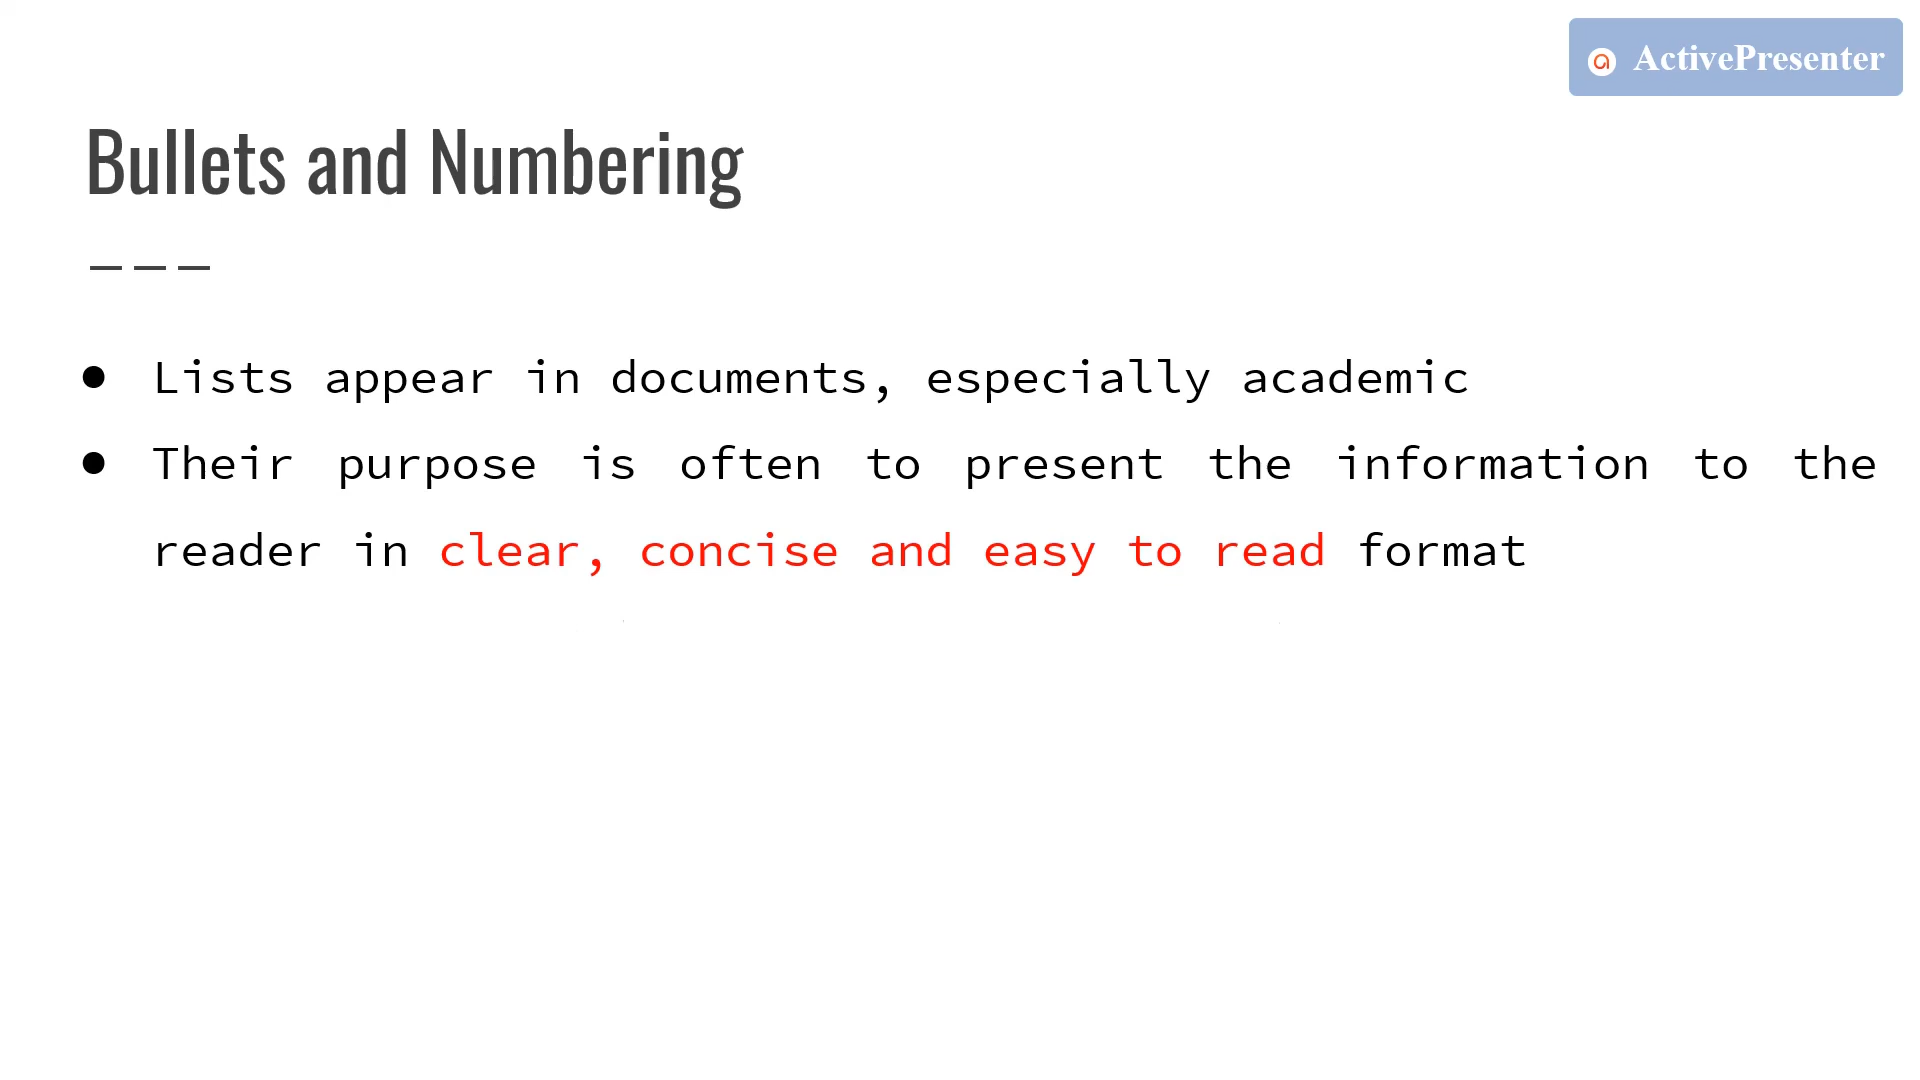 ActivePresenter
Bullets and Numbering
● Lists appear in documents, especially academic
● Their purpose is often to present the information to the
reader in clear, concise and easy to read format